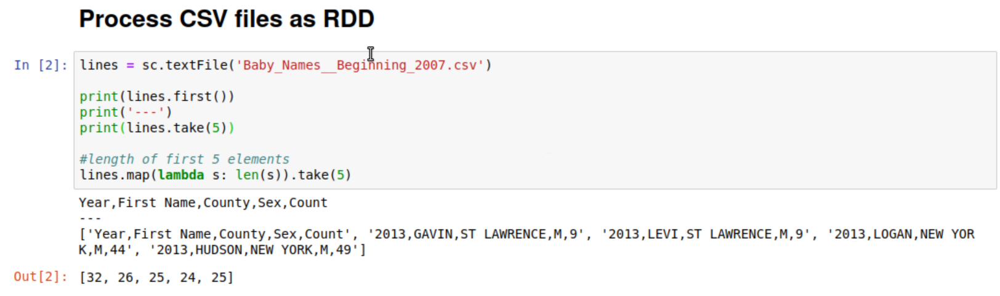 Process CSV files as RDD
In [2]: lines = sc.textFile('Baby_Names__Beginning_2007.csv')
print(lines.first())
print('---')
print(lines.take(5))
#length of first 5 elements
lines.map(lambda s: len(s)).take(5)
Year,First Name,County,Sex,Count
---
['Year,First Name,County,Sex,Count', '2013,GAVIN,ST LAWRENCE,M,9', '2013,LEVI,ST LAWRENCE,M,9', '2013,LOGAN,NEW YOR
K,M,44', '2013,HUDSON,NEW YORK,M,49']
Out[2]: [32, 26, 25, 24, 25]